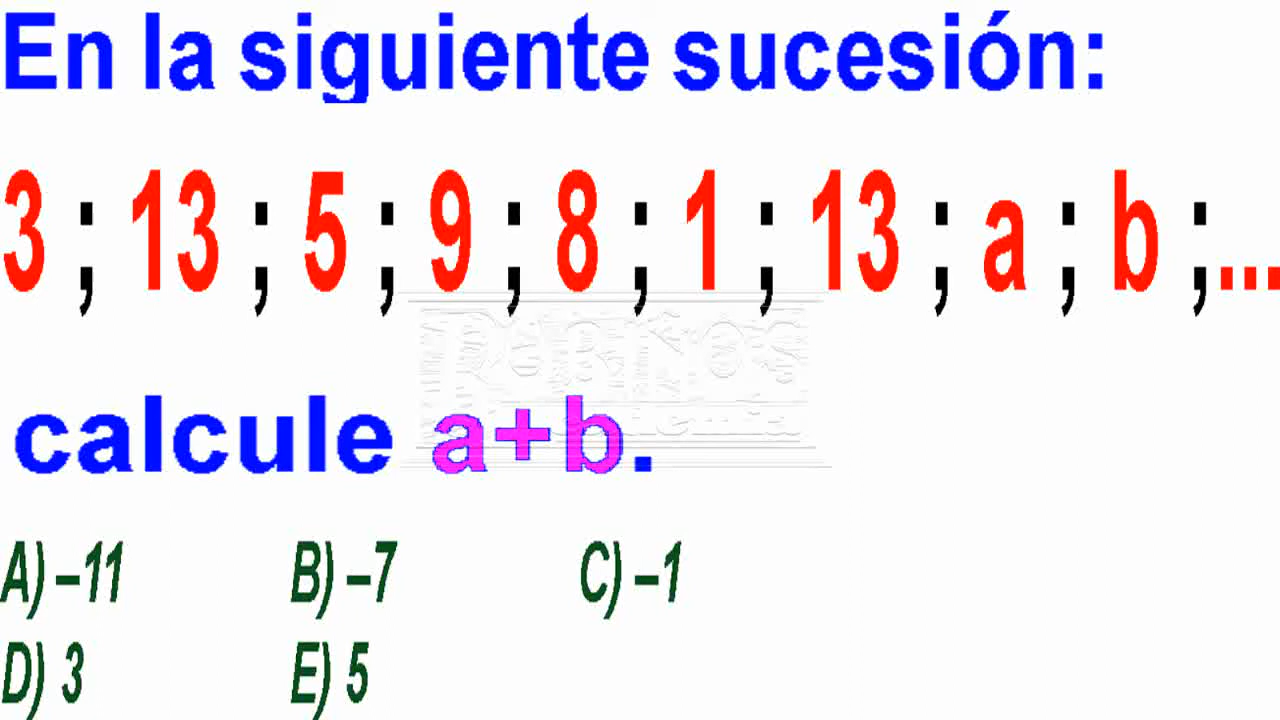 En la siguiente sucesión:
3 ; 13 ; 5 ; 9 ; 8 ; 1 ; 13 ; a ; b ;...
calcule a+b.
A) –11 B) –7 C) –1
D) 3 E) 5